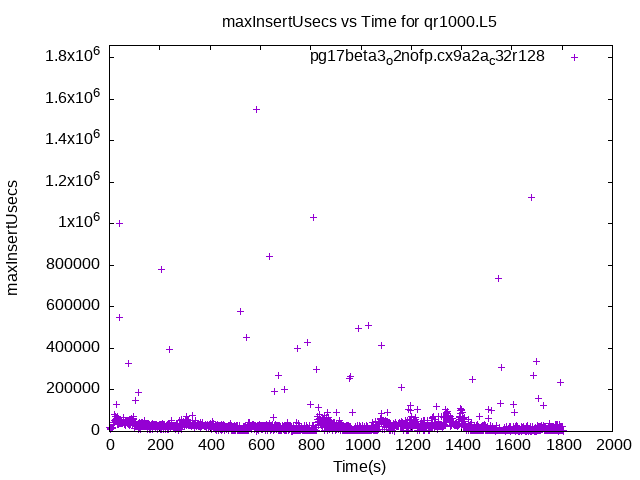 maxInsertUsecs vs Time for qr1000.L5
pg17beta3_o2nofp.cx9a2a_c32r128
maxInsertUsecs
1.8x10^6
1.6x10^6
1.4x10^6
1.2x10^6
1x10^6
800000
600000
400000
200000
0
0 200 400 600 800 1000 1200 1400 1600 1800 2000
Time(s)